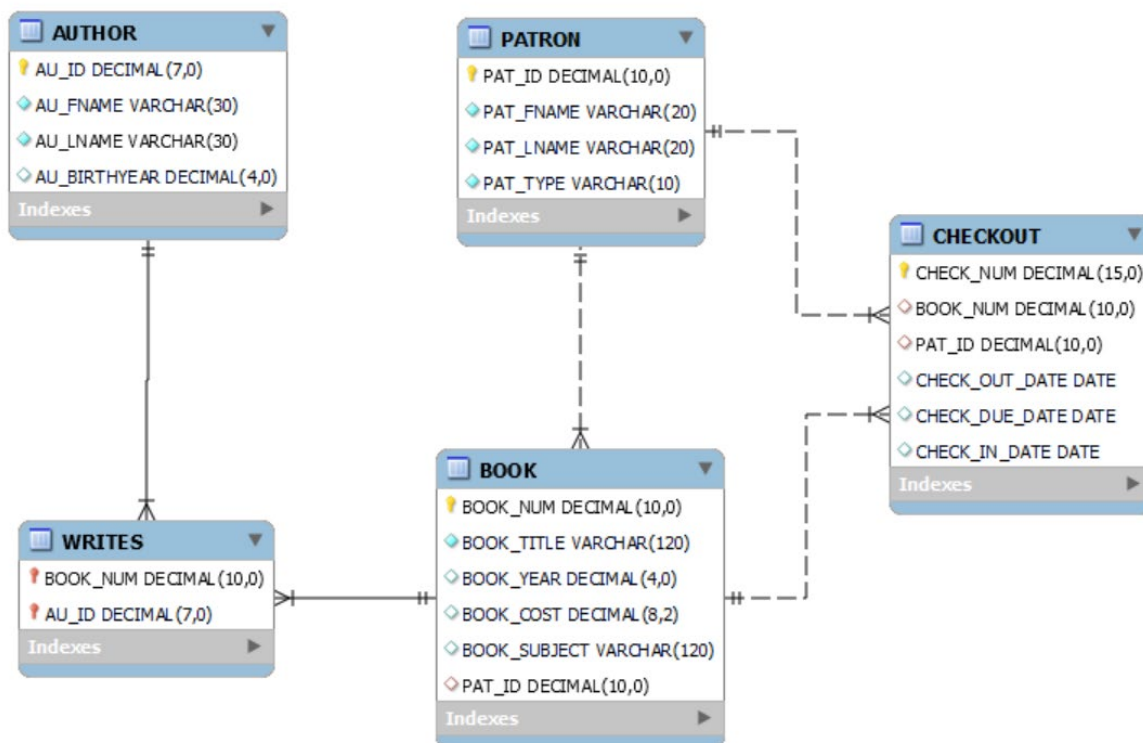 AUTHOR
AU_ID DECIMAL(7,0)
AU_FNAME VARCHAR(30)
AU_LNAME VARCHAR(30)
AU_BIRTHYEAR DECIMAL(4,0)
Indexes
PATRON
PAT_ID DECIMAL(10,0)
PAT_FNAME VARCHAR(20)
PAT_LNAME VARCHAR(20)
PAT_TYPE VARCHAR(10)
Indexes
CHECKOUT
CHECK_NUM DECIMAL(15,0)
BOOK_NUM DECIMAL(10,0)
PAT_ID DECIMAL(10,0)
CHECK_OUT_DATE DATE
CHECK_DUE_DATE DATE
CHECK_IN_DATE DATE
Indexes
WRITES
BOOK_NUM DECIMAL(10,0)
AU_ID DECIMAL(7,0)
Indexes
BOOK
BOOK_NUM DECIMAL(10,0)
BOOK_TITLE VARCHAR(120)
BOOK_YEAR DECIMAL(4,0)
BOOK_COST DECIMAL(8,2)
BOOK_SUBJECT VARCHAR(120)
PAT_ID DECIMAL(10,0)
Indexes